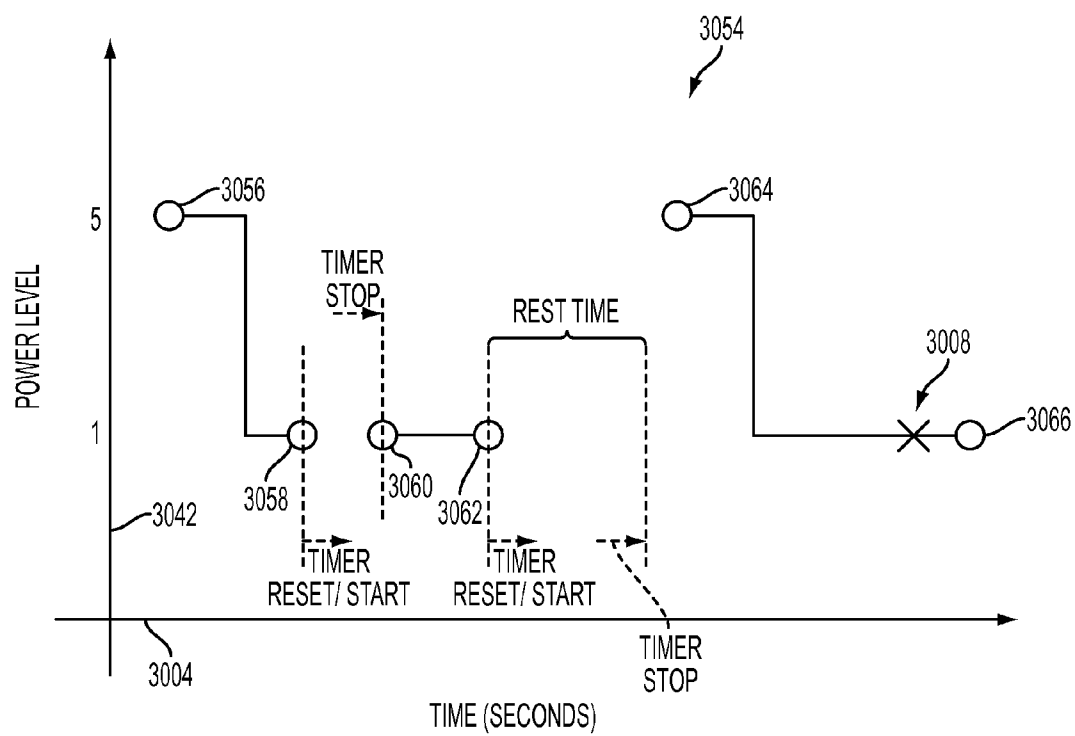 3054
3056
3064
5
TIMER
STOP
REST TIME
POWER LEVEL
3008
1
3066
3058
3060
3062
3042
TIMER
RESET/ START
TIMER
RESET/ START
TIMER
STOP
3004
TIME (SECONDS)